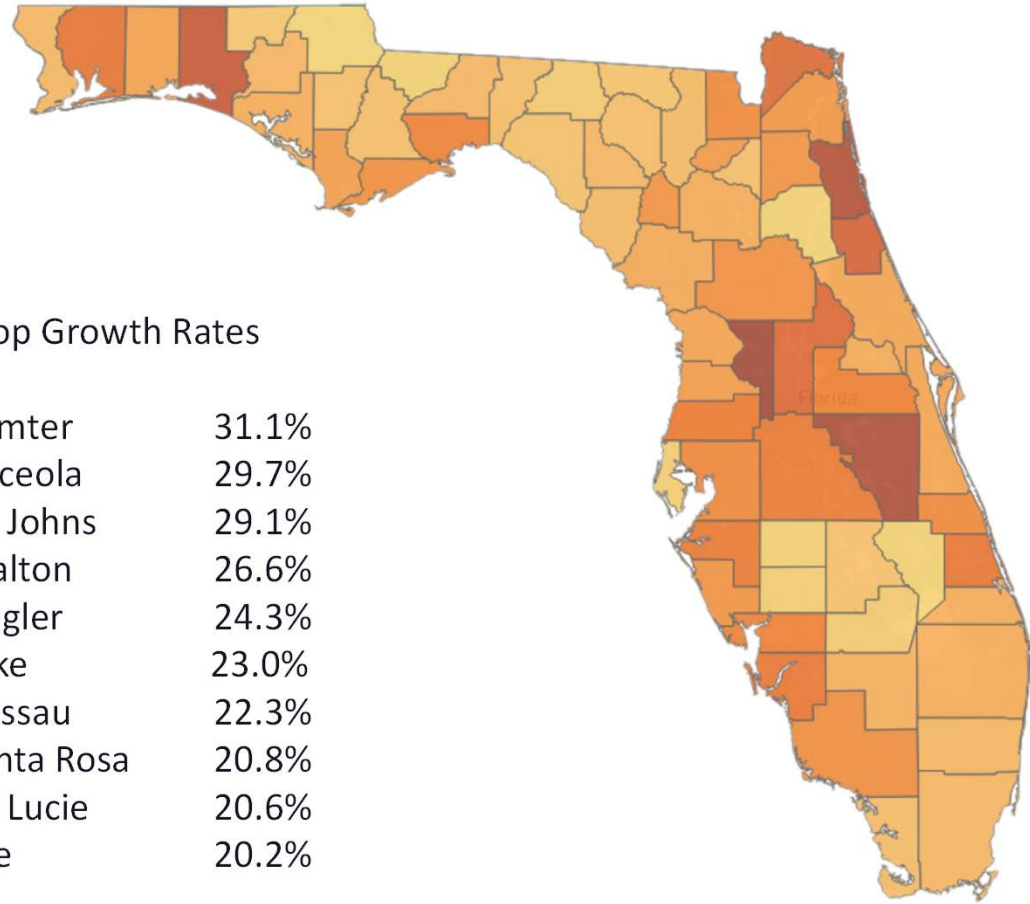 op Growth Rates
mter 31.1%
ceola 29.7%
Johns 29.1%
alton 26.6%
gler 24.3%
ke 23.0%
ssau 22.3%
nta Rosa 20.8%
Lucie 20.6%
e 20.2%
Florida